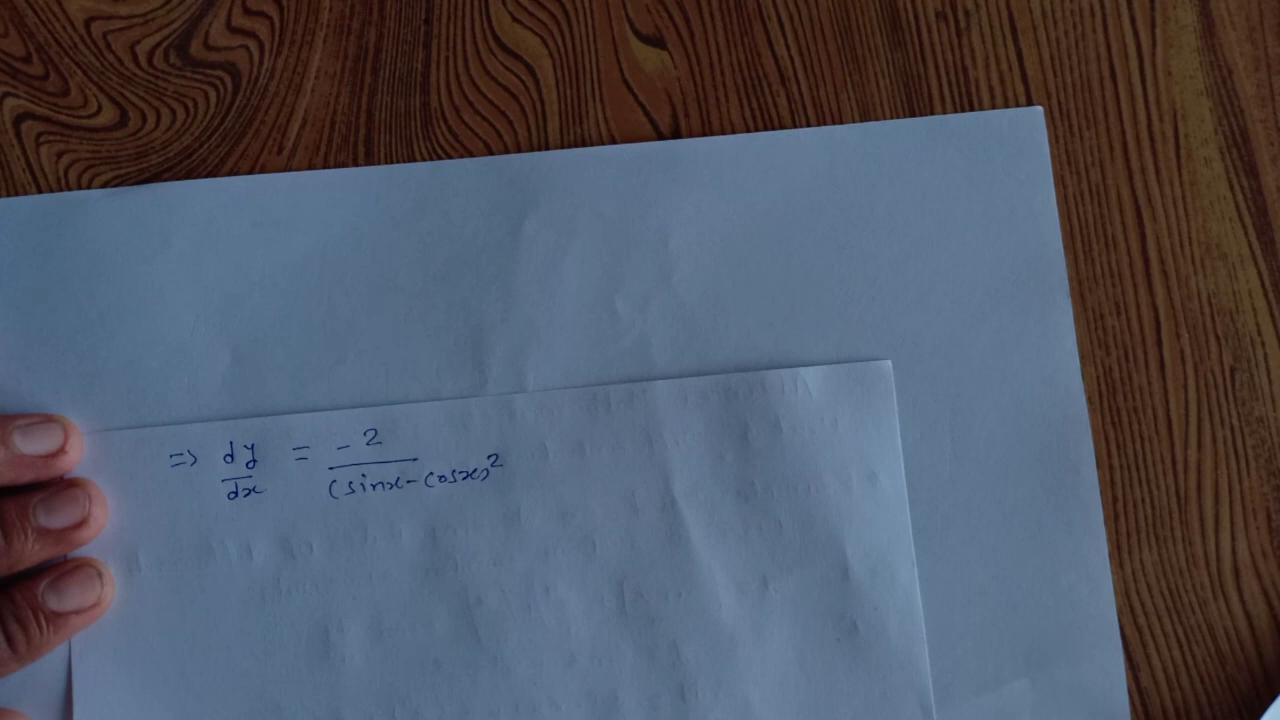 => dy/dx = -2/(sinx-cosx)²